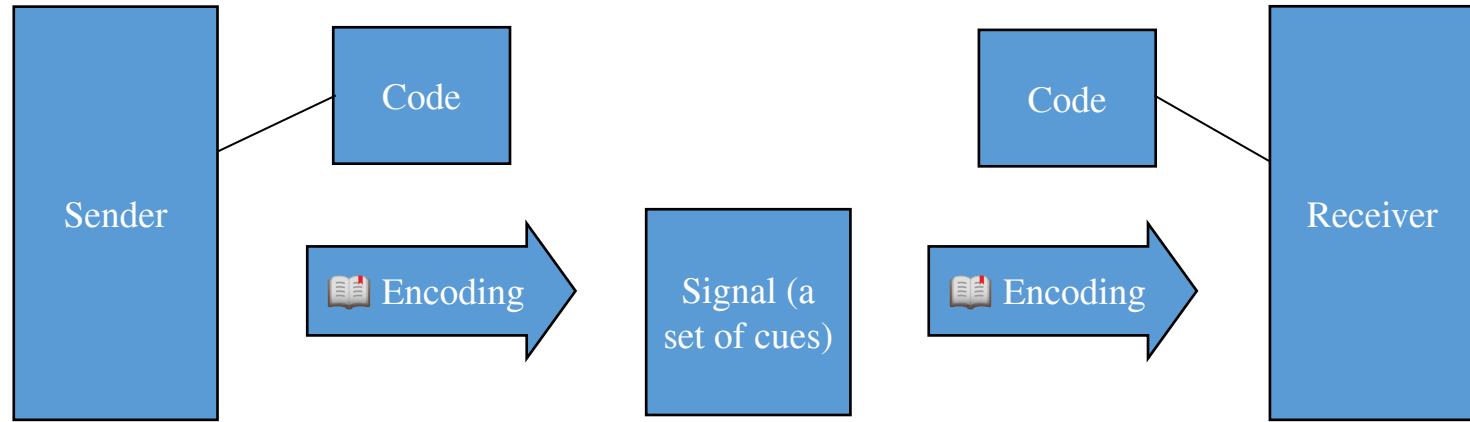 Sender
Code
📖 Encoding
Signal (a
set of cues)
Code
📖 Encoding
Receiver